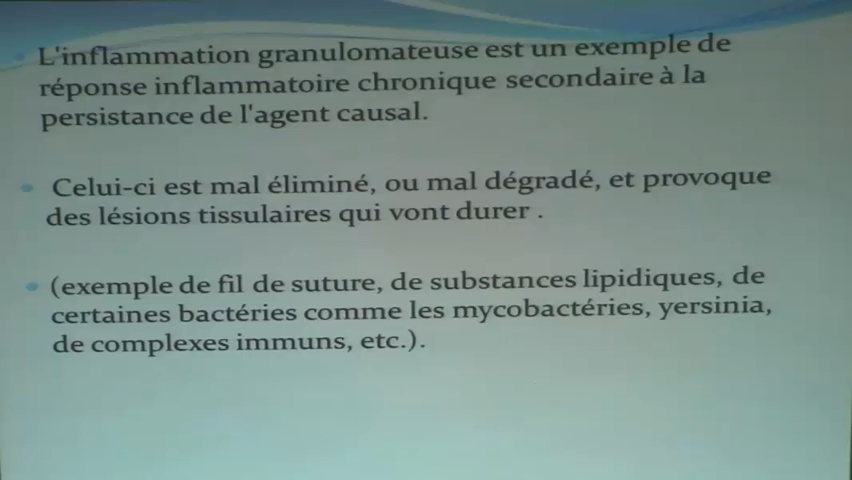 L'inflammation granulomateuse est un exemple de
réponse inflammatoire chronique secondaire à la
persistance de l'agent causal.
Celui-ci est mal éliminé, ou mal dégradé, et provoque
des lésions tissulaires qui vont durer .
(exemple de fil de suture, de substances lipidiques, de
certaines bactéries comme les mycobactéries, yersinia,
de complexes immuns, etc.).